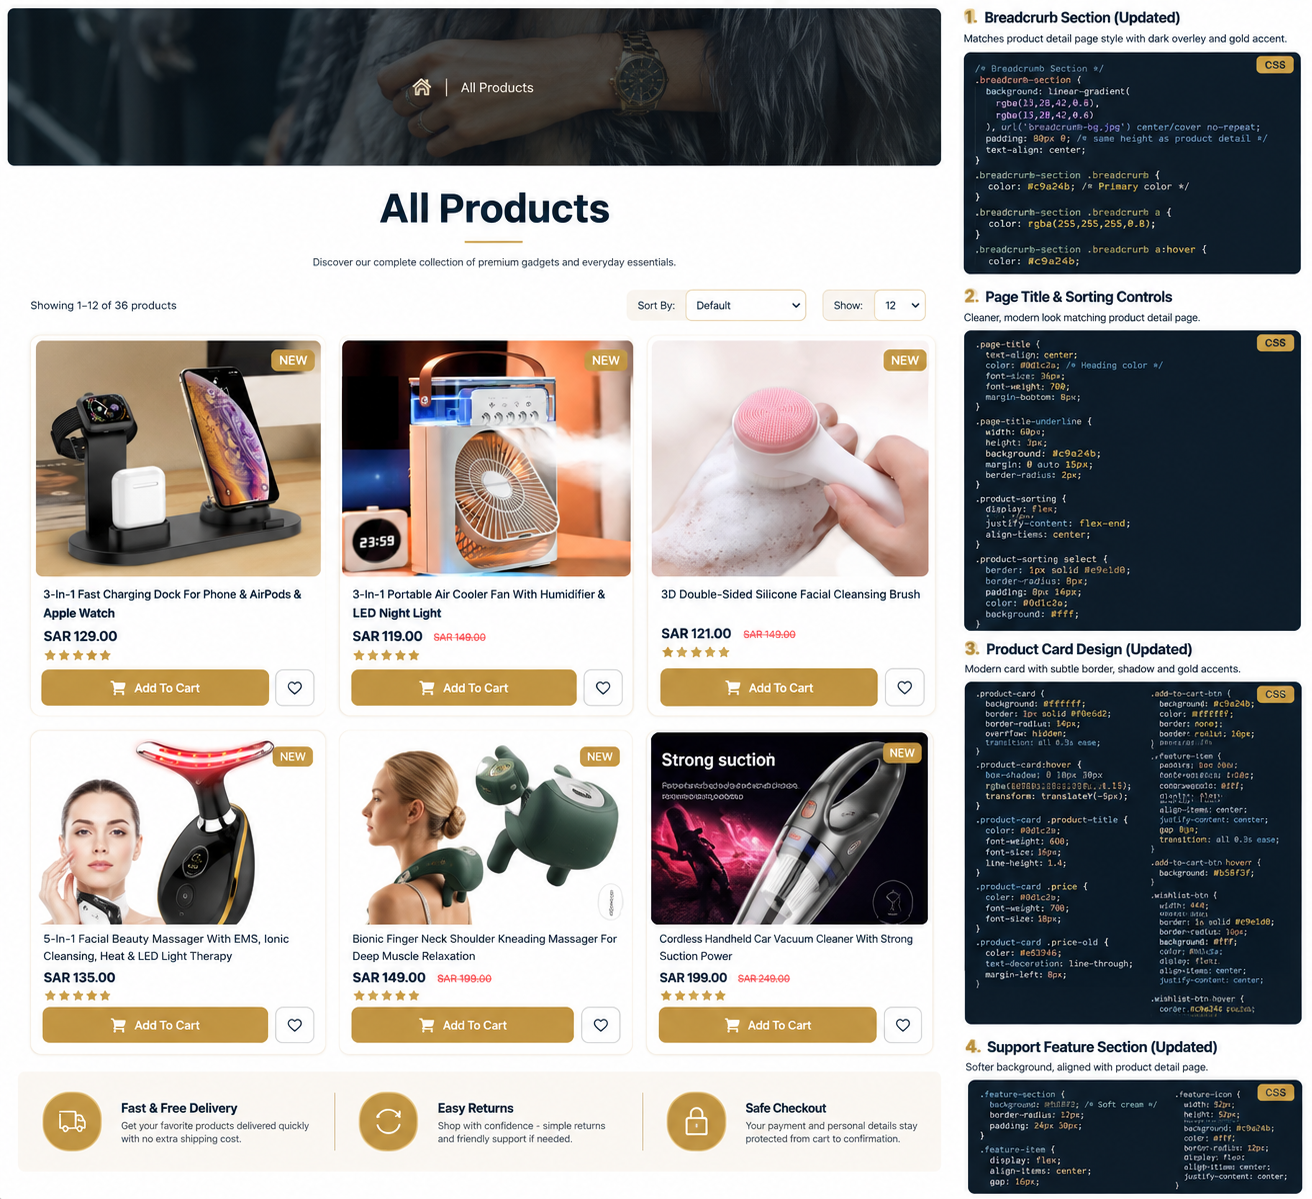 All Products
All Products
Discover our complete collection of premium gadgets and everyday essentials.
Showing 1–12 of 36 products
Sort By:
Default
Show:
12
NEW
NEW
NEW
23:59
3-In-1 Fast Charging Dock For Phone & AirPods &
Apple Watch
SAR 129.00
Add To Cart
3-In-1 Portable Air Cooler Fan With Humidifier &
LED Night Light
SAR 119.00 SAR 149.00
Add To Cart
3D Double-Sided Silicone Facial Cleansing Brush
SAR 121.00 SAR 149.00
Add To Cart
NEW
NEW
NEW
Strong suction
5-In-1 Facial Beauty Massager With EMS, Ionic
Cleansing, Heat & LED Light Therapy
SAR 135.00
Add To Cart
Bionic Finger Neck Shoulder Kneading Massager For
Deep Muscle Relaxation
SAR 149.00 SAR 199.00
Add To Cart
Cordless Handheld Car Vacuum Cleaner With Strong
Suction Power
SAR 199.00 SAR 249.00
Add To Cart
Fast & Free Delivery
Get your favorite products delivered quickly
with no extra shipping cost.
Easy Returns
Shop with confidence - simple returns
and friendly support if needed.
Safe Checkout
Your payment and personal details stay
protected from cart to confirmation.
1. Breadcrurb Section (Updated)
Matches product detail page style with dark overley and gold accent.
CSS
/* Breadcrumb Section */
.breadcrurb-section {
background: linear-gradient(
rgba(13,28,42,0.6),
rgba(13,28,42,0.6)
), url('breadcrumb-bg.jpg') center/cover no-repeat;
padding: 80px 0; /* same height as product detail */
text-align: center;
}
.breadcrurb-section .breadcrurb {
color: #c9a24b; /* Primary color */
}
.breadcrurb-section .breadcrurb a {
color: rgba(255,255,255,0.8);
}
.breadcrurb-section .breadcrurb a:hover {
color: #c9a24b;
2. Page Title & Sorting Controls
Cleaner, modern look matching product detail page.
CSS
.page-title {
text-align: center;
color: #0d1c2a; /* Heading color */
font-size: 36px;
font-weight: 700;
margin-bottom: 8px;
}
.page-title-underline {
width: 60px;
height: 3px;
background: #c9a24b;
margin: 0 auto 15px;
berder-radius: 2px;
}
.product-sorting {
display: flex;
justify-content: flex-end;
align-tiems: center;
}
.product-sorting select {
border: 1px solid #e9e1d0;
border-radius: 8px;
padding: 8px 16px;
color: #0d1c2a;
background: #fff;
}
3. Product Card Design (Updated)
Modern card with subtle border, shadow and gold accents.
CSS
.product-card {
background: #ffffff;
border: 1px solid #f0e6d2;
border-radius: 14px;
overflow: hidden;
transition: all 0.3s ease;
}
.product-card:hover {
box-shadow: 0 10px 30px
transform: translateY(-5px);
}
.product-card .product-title {
color: #0d1c2a;
font-weight: 600;
font-size: 16px;
line-height: 1.4;
}
.product-card .price {
color: #0d1c2a;
font-weight: 700;
font-size: 18px;
}
.product-card .price-old {
color: #e63946;
text-decoration: line-through;
margin-left: 8px;
}
.add-to-cart-btn {
background: #c9a24b;
color: #ffffff;
border: none;
}
align-items: center;
transition: all 0.3s ease;
}
.add-to-cart-btn hover {
}
.wishlist-btn {
background: #fff;
}
.wishlist-btn hover {
4. Support Feature Section (Updated)
Softer background, aligned with product detail page.
CSS
.feature-section {
/* Soft cream */
border-radius: 12px;
padding: 24px 30px;
}
.feature-item {
display: flex;
align-items: center;
gap: 16px;
.feature-icon {
width: 52px;
height: 52px;
background: #c9a24b;
color: #fff;
justify-content: center;
}